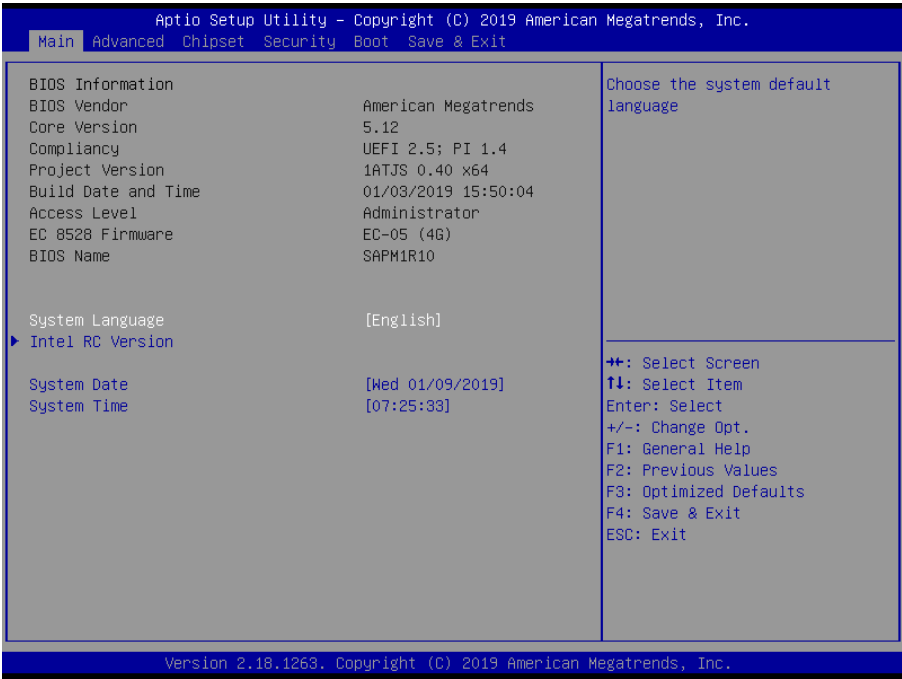 Aptio Setup Utility – Copyright (C) 2019 American Megatrends, Inc.
Main Advanced Chipset Security Boot Save & Exit
BIOS Information
BIOS Vendor American Megatrends
Core Version 5.12
Compliancy UEFI 2.5; PI 1.4
Project Version 1ATJS 0.40 x64
Build Date and Time 01/03/2019 15:50:04
Access Level Administrator
EC 8528 Firmware EC-05 (4G)
BIOS Name SAPM1R10
System Language [English]
Intel RC Version
System Date [Wed 01/09/2019]
System Time [07:25:33]
Choose the system default
language
→←: Select Screen
↑↓: Select Item
Enter: Select
+/-: Change Opt.
F1: General Help
F2: Previous Values
F3: Optimized Defaults
F4: Save & Exit
ESC: Exit
Version 2.18.1263. Copyright (C) 2019 American Megatrends, Inc.